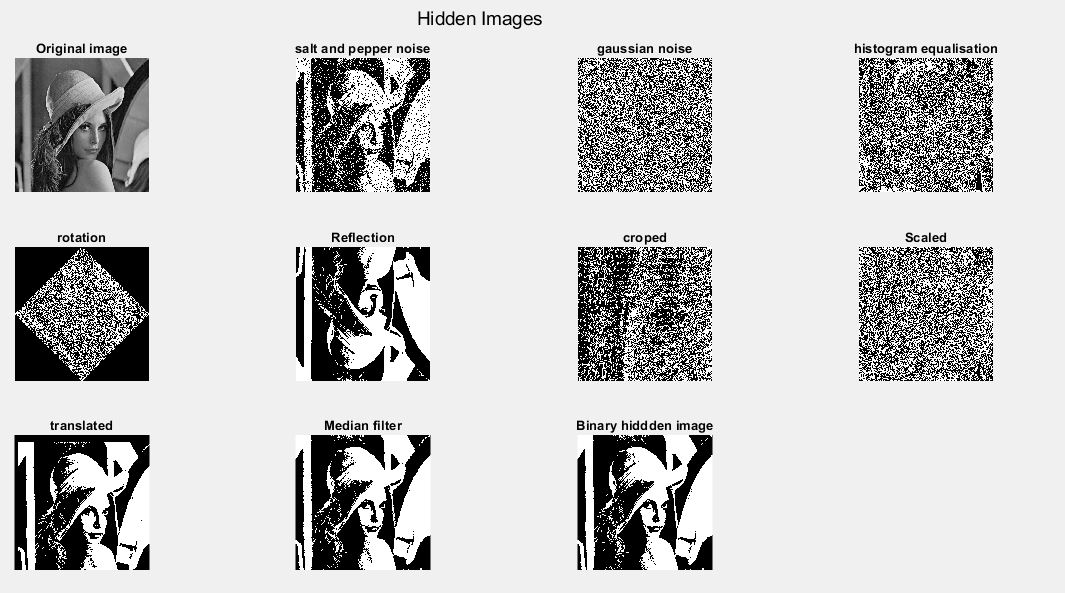 Hidden Images
Original image
salt and pepper noise
gaussian noise
histogram equalisation
rotation
Reflection
croped
Scaled
translated
Median filter
Binary hiddden image